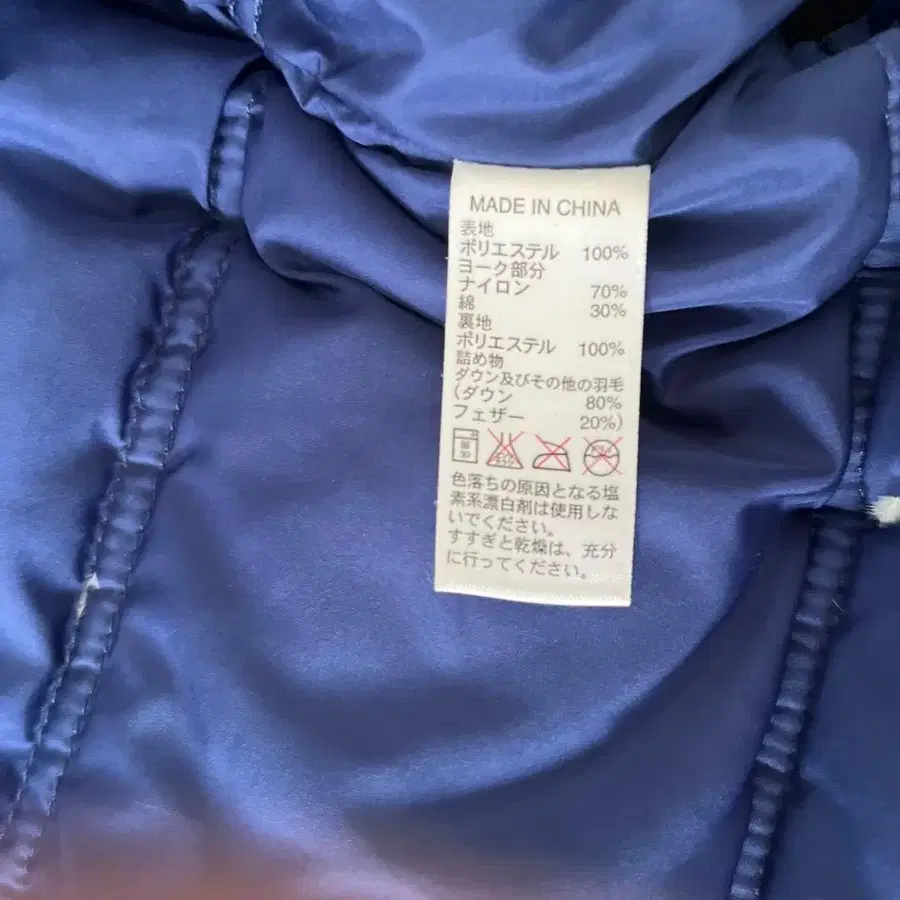 MADE IN CHINA
表地
ポリエステル 100%
ヨーク部分
ナイロン 70%
綿 30%
裏地
ポリエステル 100%
詰め物
ダウン及びその他の羽毛
(ダウン 80%
フェザー 20%)
色落ちの原因となる塩
素系漂白剤は使用しな
いでください。
すすぎと乾燥は、充分
に行ってください。